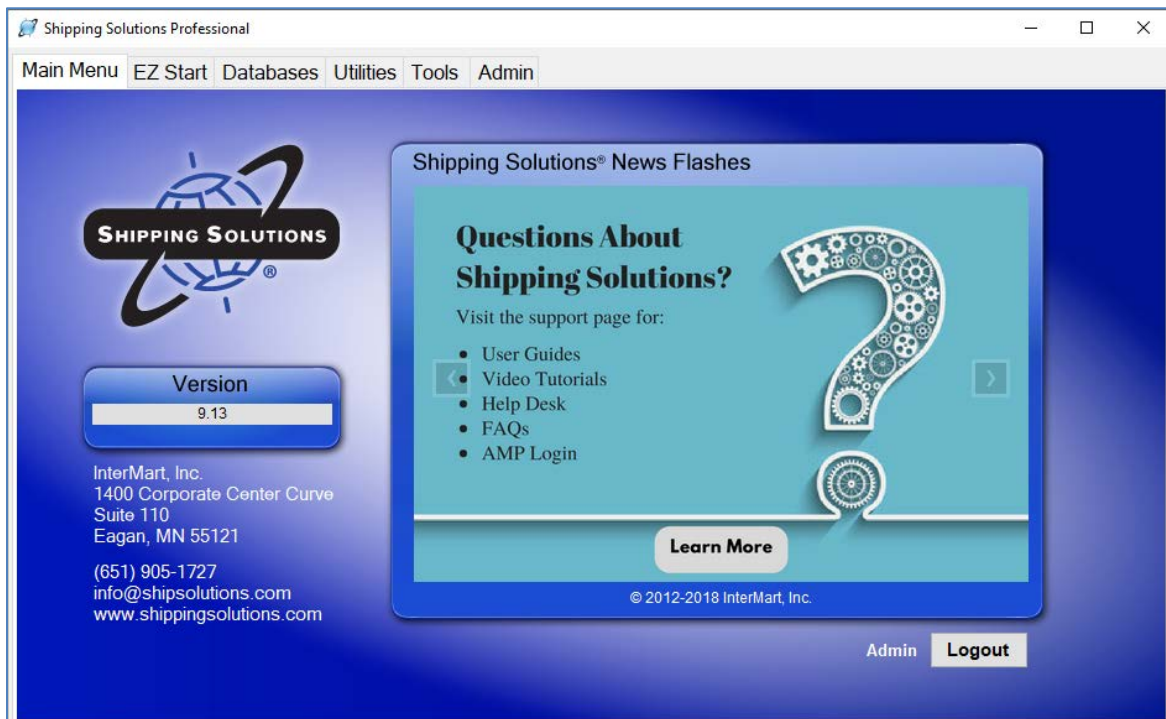 Shipping Solutions Professional
Main Menu EZ Start Databases Utilities Tools Admin
SHIPPING SOLUTIONS
®
Version
9.13
InterMart, Inc.
1400 Corporate Center Curve
Suite 110
Eagan, MN 55121
(651) 905-1727
info@shipsolutions.com
www.shippingsolutions.com
Shipping Solutions® News Flashes
Questions About
Shipping Solutions?
Visit the support page for:
• User Guides
• Video Tutorials
• Help Desk
• FAQs
• AMP Login
Learn More
© 2012-2018 InterMart, Inc.
Admin Logout